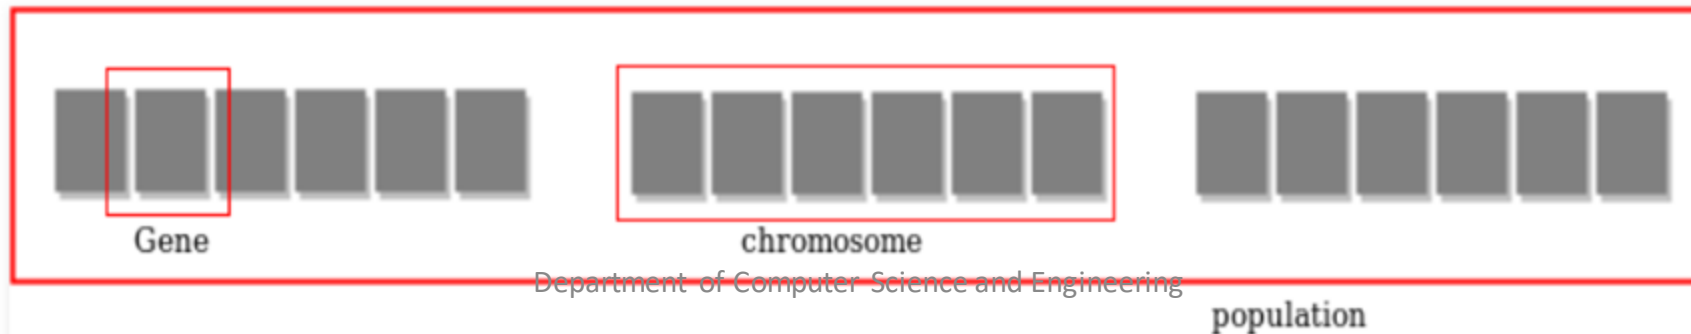 Gene
chromosome
Department of Computer Science and Engineering
population